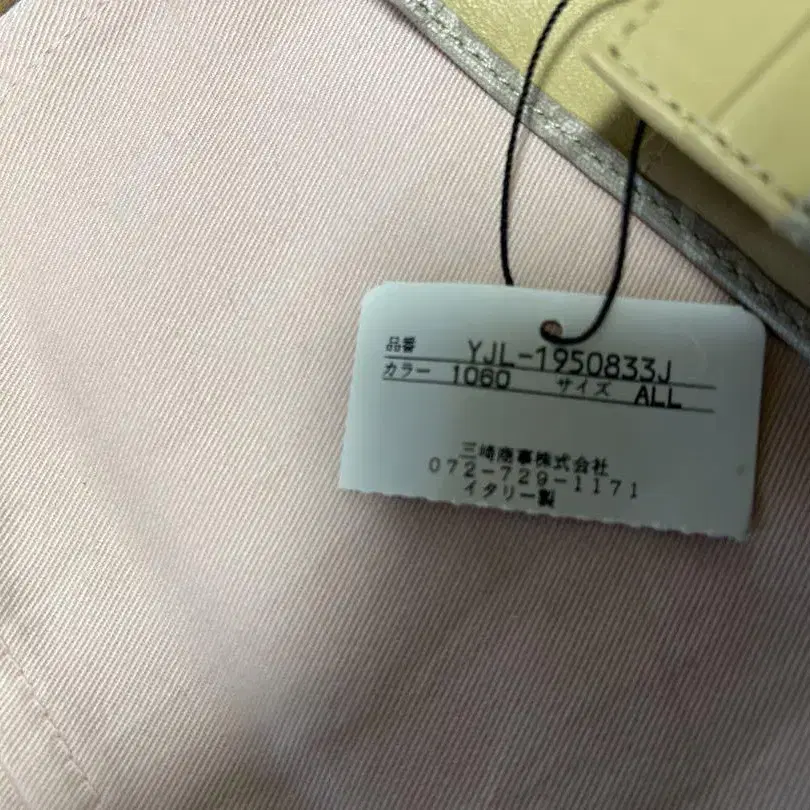 品番 YJL-1950833J
カラー 1060 サイズ ALL
三崎商事株式会社
072-729-1171
イタリー製